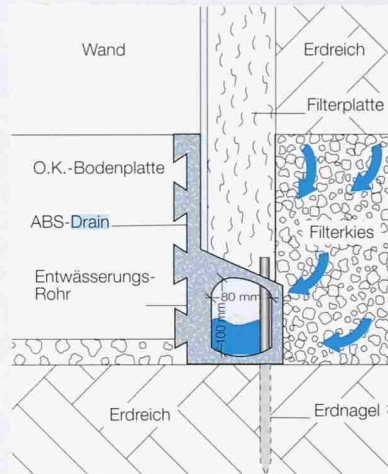 Wand
Erdreich
Filterplatte
O.K.-Bodenplatte
ABS-Drain
Filterkies
Entwässerungs-
Rohr
80 mm
100 mm
Erdreich
Erdnagel